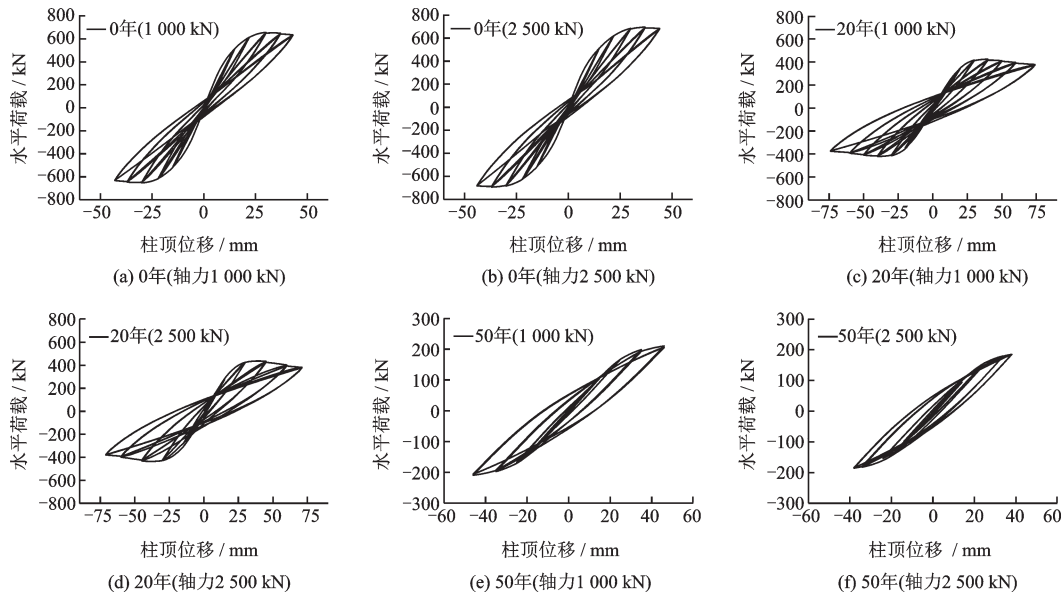 800
600
400
200
0
−200
−400
−600
−800
水平荷载 / kN
0年(1 000 kN)
−50 −25 0 25 50
柱顶位移 / mm
(a) 0年(轴力1 000 kN)
800
600
400
200
0
−200
−400
−600
−800
水平荷载 / kN
0年(2 500 kN)
−50 −25 0 25 50
柱顶位移 / mm
(b) 0年(轴力2 500 kN)
800
600
400
200
0
−200
−400
−600
−800
水平荷载 / kN
20年(1 000 kN)
−75 −50 −25 0 25 50 75
柱顶位移 / mm
(c) 20年(轴力1 000 kN)
800
600
400
200
0
−200
−400
−600
−800
水平荷载 / kN
20年(2 500 kN)
−75 −50 −25 0 25 50 75
柱顶位移 / mm
(d) 20年(轴力2 500 kN)
300
200
100
0
−100
−200
−300
水平荷载 / kN
50年(1 000 kN)
−60 −40 −20 0 20 40 60
柱顶位移 / mm
(e) 50年(轴力1 000 kN)
300
200
100
0
−100
−200
−300
水平荷载 / kN
50年(2 500 kN)
−60 −40 −20 0 20 40 60
柱顶位移 / mm
(f) 50年(轴力2 500 kN)